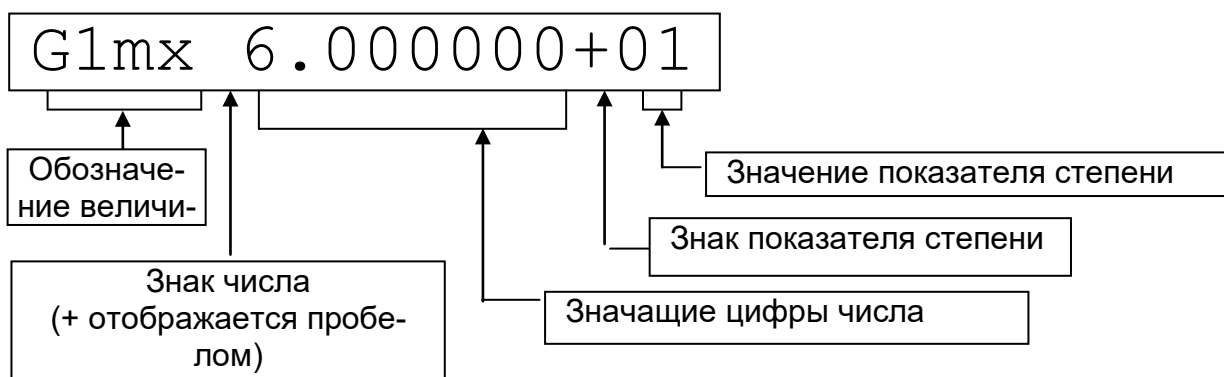 G1mx 6.000000+01
Обозначе-
ние величи-
Значение показателя степени
Знак показателя степени
Знак числа
(+ отображается пробе-
лом)
Значащие цифры числа